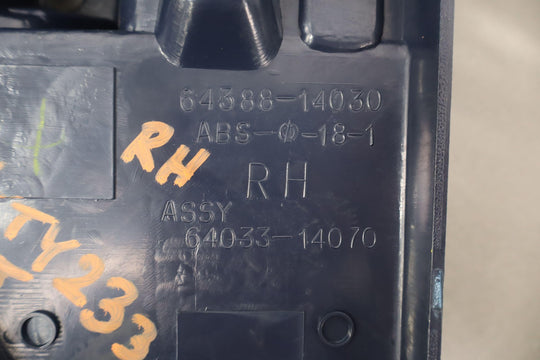 64388-14030
ABS-Φ-18-1
RH
RH
ASSY
64033-14070
TY233